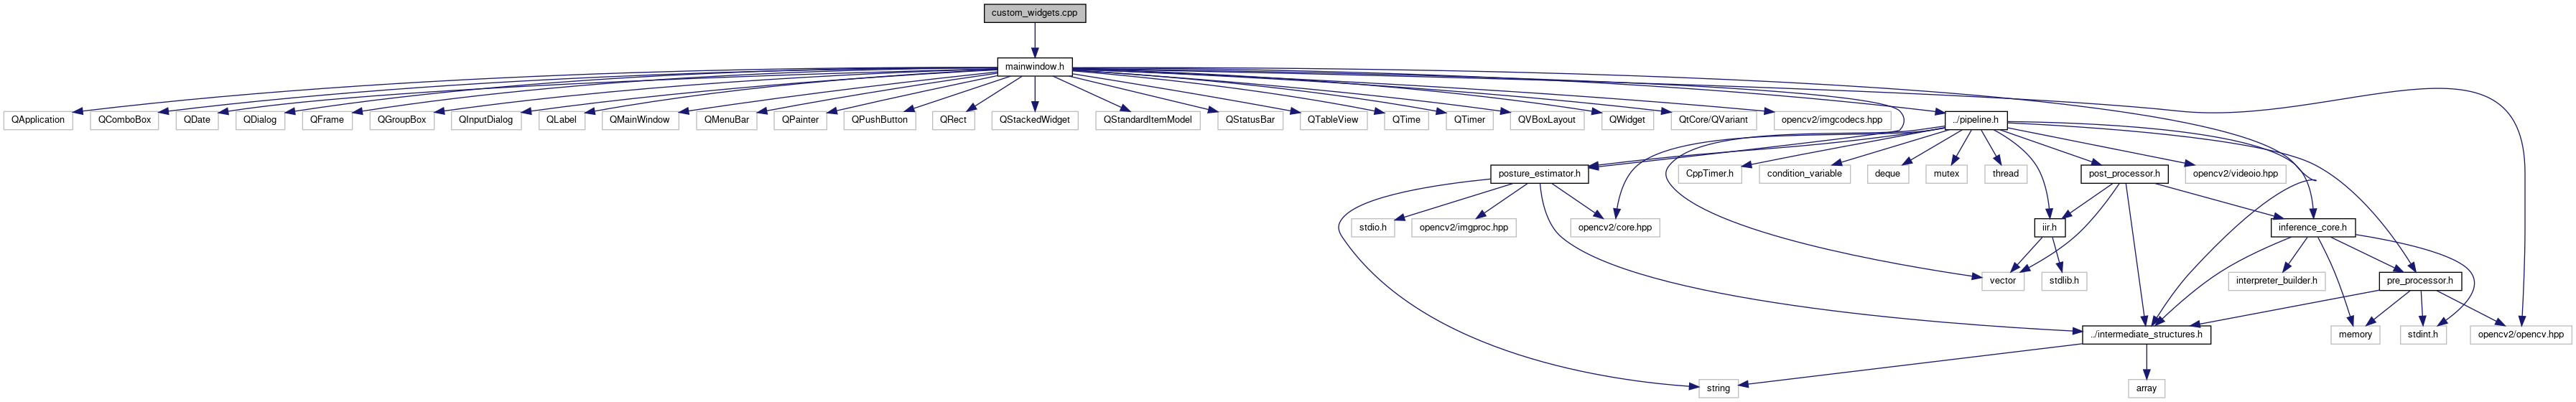 custom_widgets.cpp
mainwindow.h
QApplication
QComboBox
QDate
QDialog
QFrame
QGroupBox
QInputDialog
QLabel
QMainWindow
QMenuBar
QPainter
QPushButton
QRect
QStackedWidget
QStandardItemModel
QStatusBar
QTableView
QTime
QTimer
QVBoxLayout
QWidget
QtCore/QVariant
opencv2/imgcodecs.hpp
../pipeline.h
posture_estimator.h
CppTimer.h
condition_variable
deque
mutex
thread
post_processor.h
opencv2/videoio.hpp
stdio.h
opencv2/imgproc.hpp
opencv2/core.hpp
iir.h
inference_core.h
vector
stdlib.h
interpreter_builder.h
pre_processor.h
../intermediate_structures.h
memory
stdint.h
opencv2/opencv.hpp
string
array